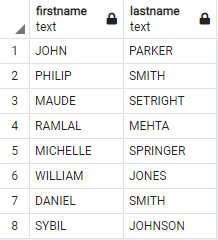 firstname lastname
text text
1 JOHN PARKER
2 PHILIP SMITH
3 MAUDE SETRIGHT
4 RAMLAL MEHTA
5 MICHELLE SPRINGER
6 WILLIAM JONES
7 DANIEL SMITH
8 SYBIL JOHNSON